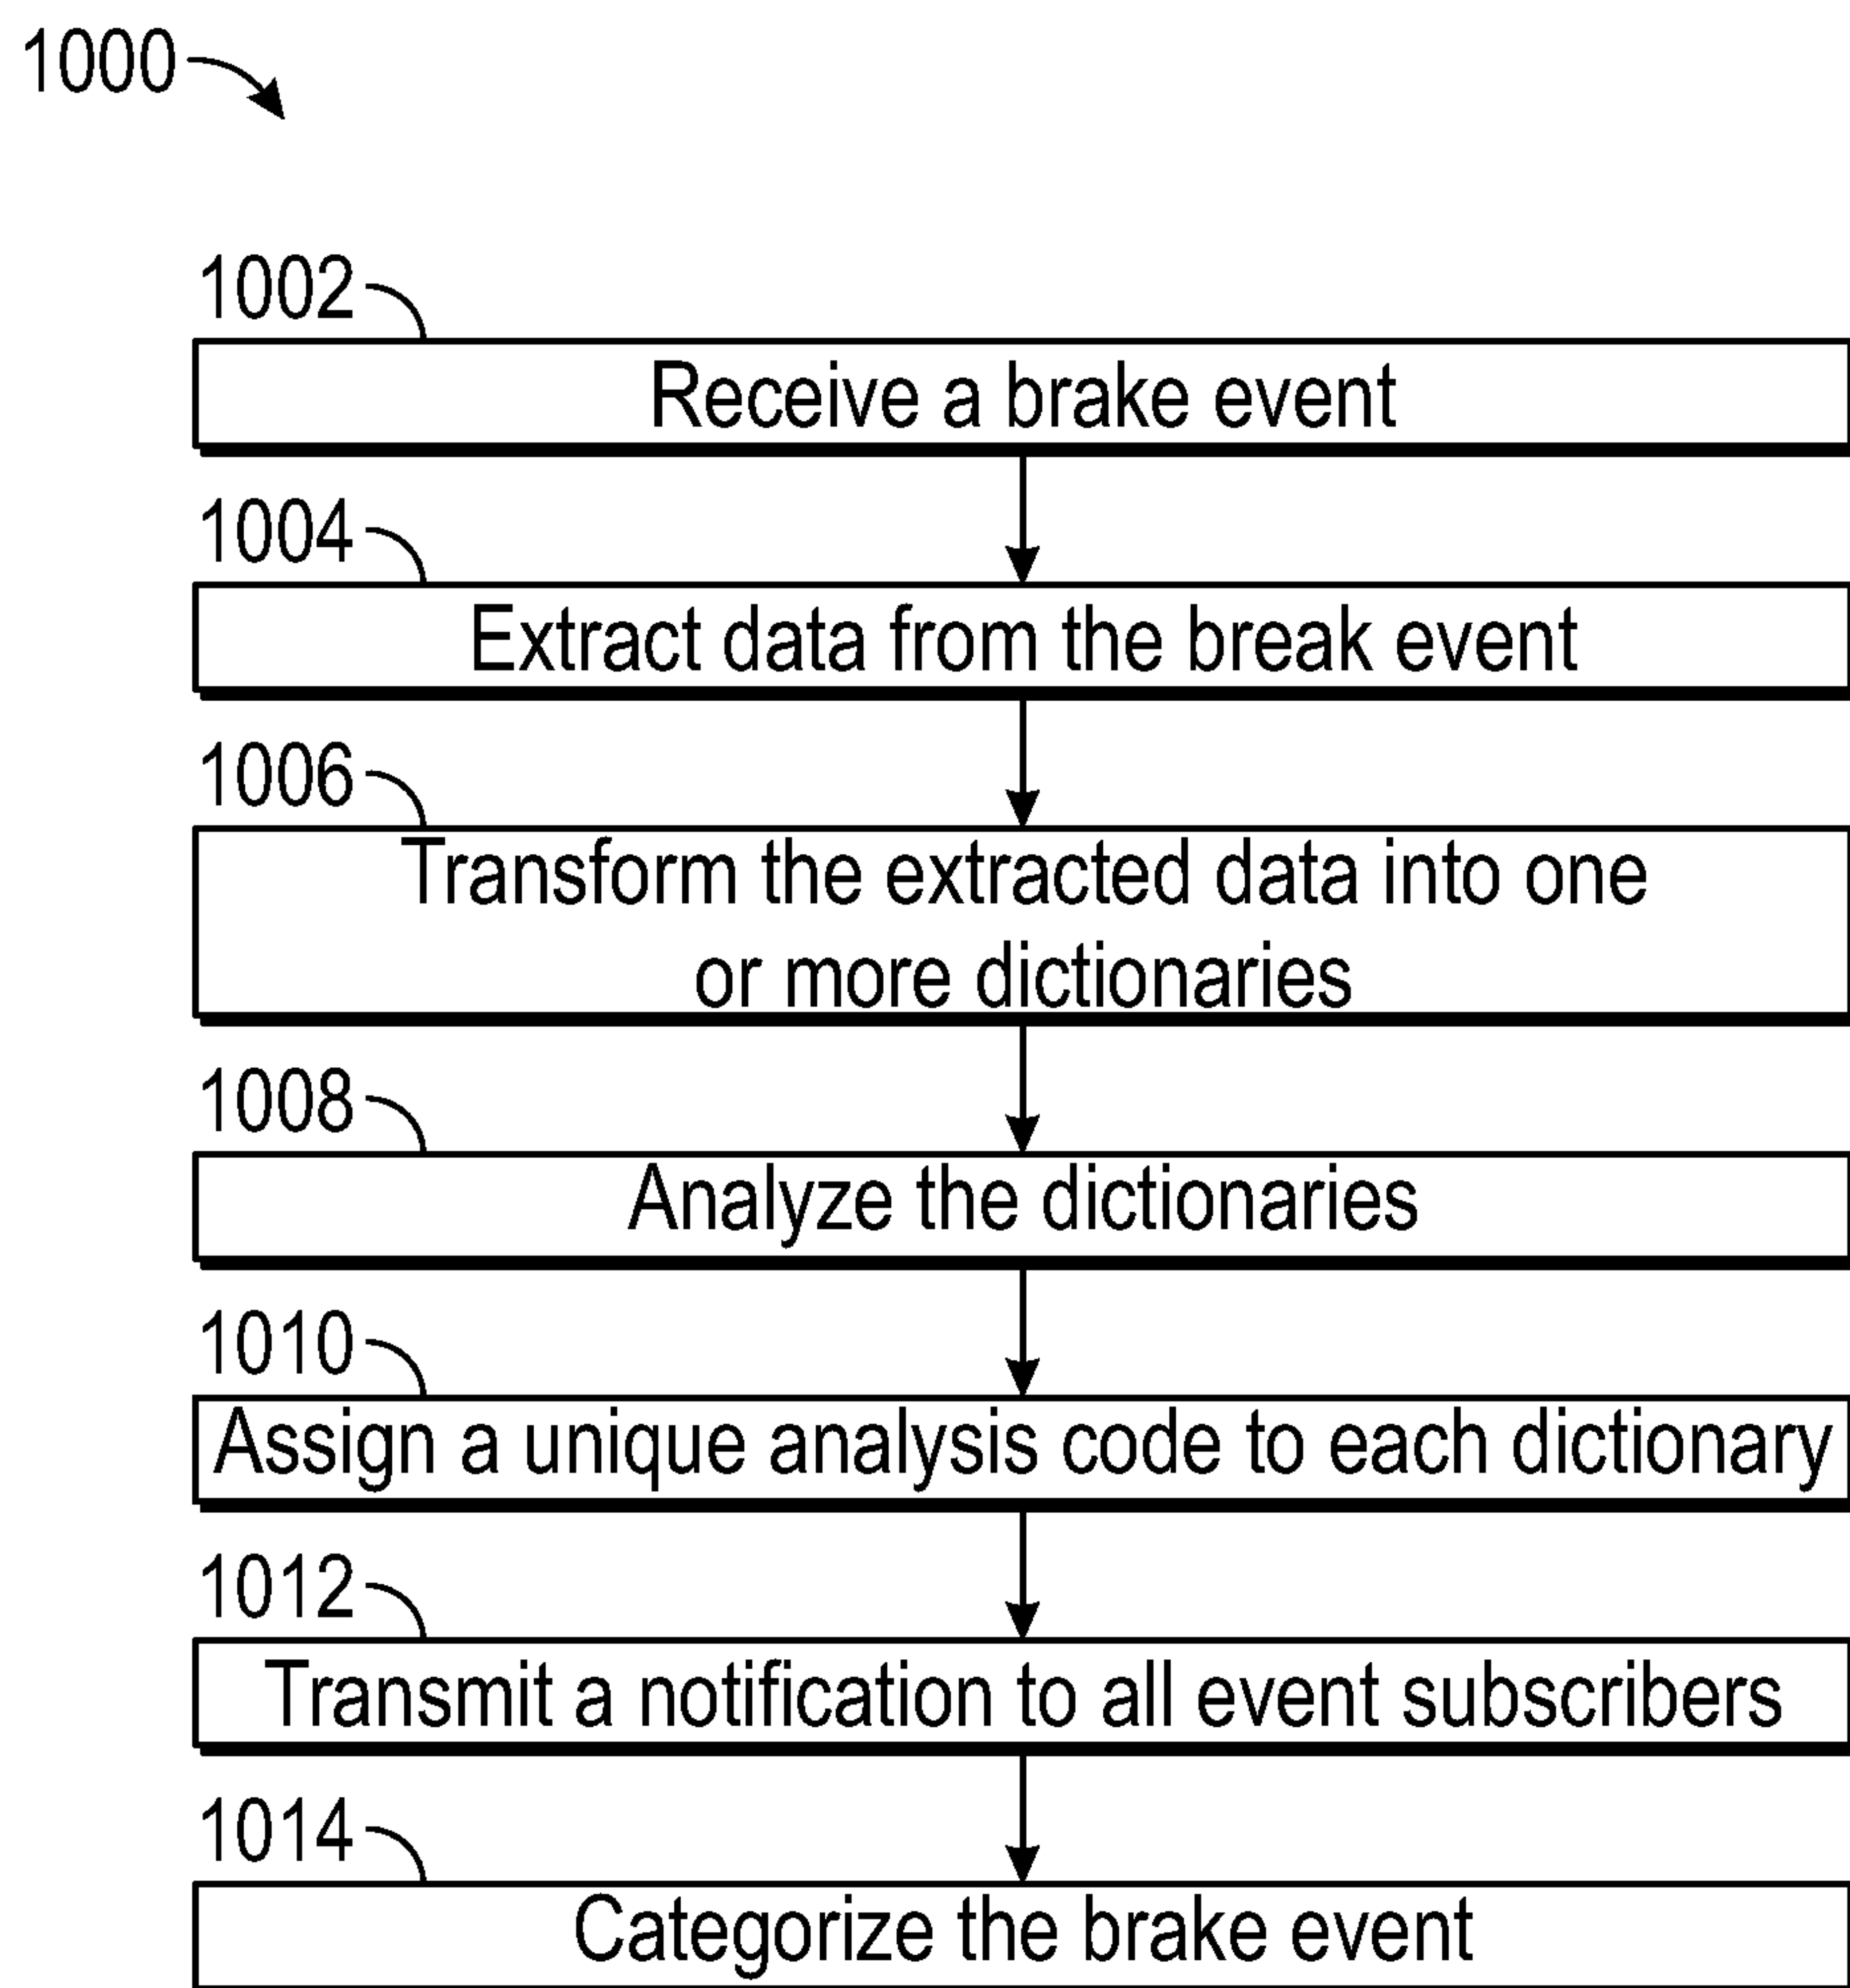 1000
1002
Receive a brake event
1004
Extract data from the break event
1006
Transform the extracted data into one
or more dictionaries
1008
Analyze the dictionaries
1010
Assign a unique analysis code to each dictionary
1012
Transmit a notification to all event subscribers
1014
Categorize the brake event